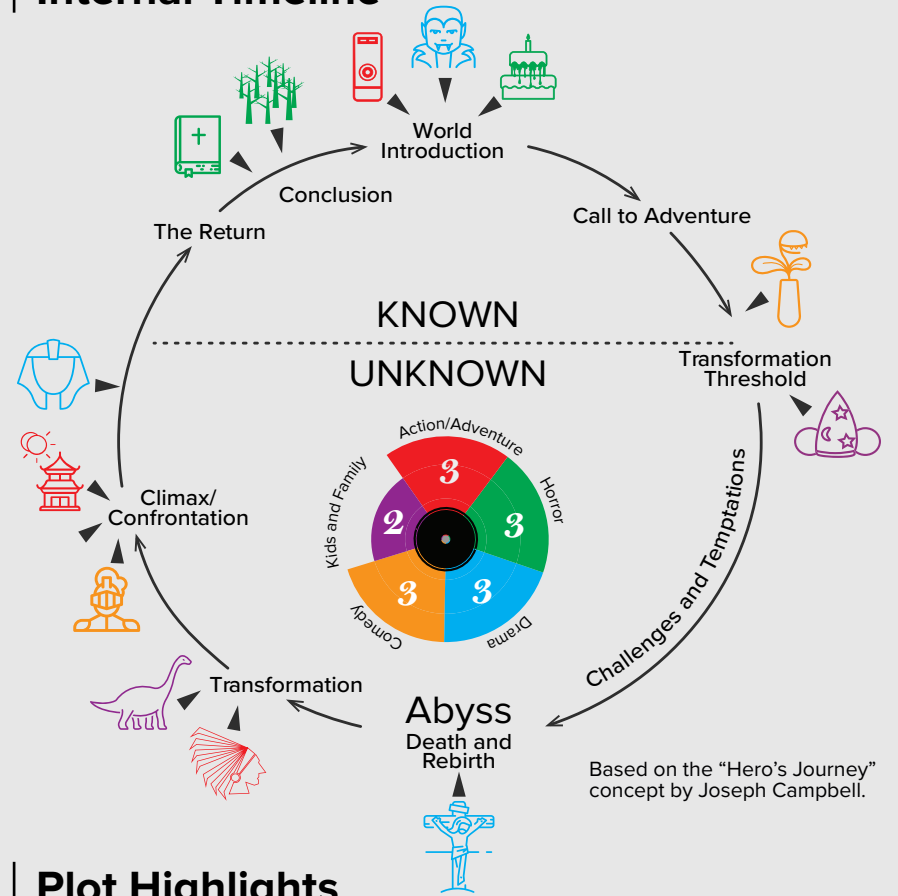 Internal Timeline
World
Introduction
Conclusion
Call to Adventure
The Return
KNOWN
UNKNOWN
Transformation
Threshold
Action/Adventure
3
Horror
3
Kids and Family
2
Comedy
3
Drama
3
Challenges and Temptations
Climax/
Confrontation
Transformation
Abyss
Death and
Rebirth
Based on the “Hero’s Journey”
concept by Joseph Campbell.
Plot Highlights